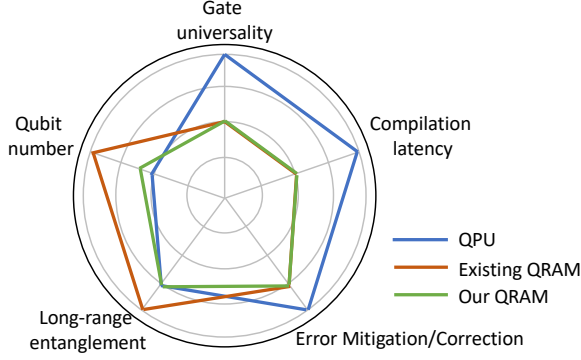 Gate
universality
Qubit
number
Compilation
latency
QPU
Existing QRAM
Our QRAM
Long-range
entanglement
Error Mitigation/Correction